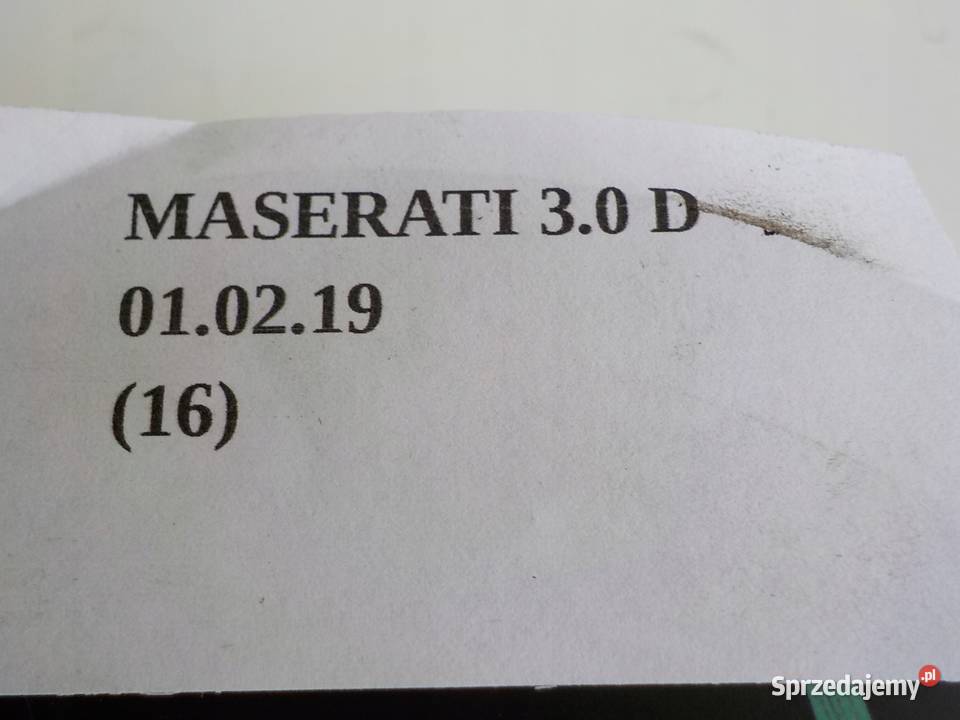 MASERATI 3.0 D
01.02.19
(16)
Sprzedajemy.pl